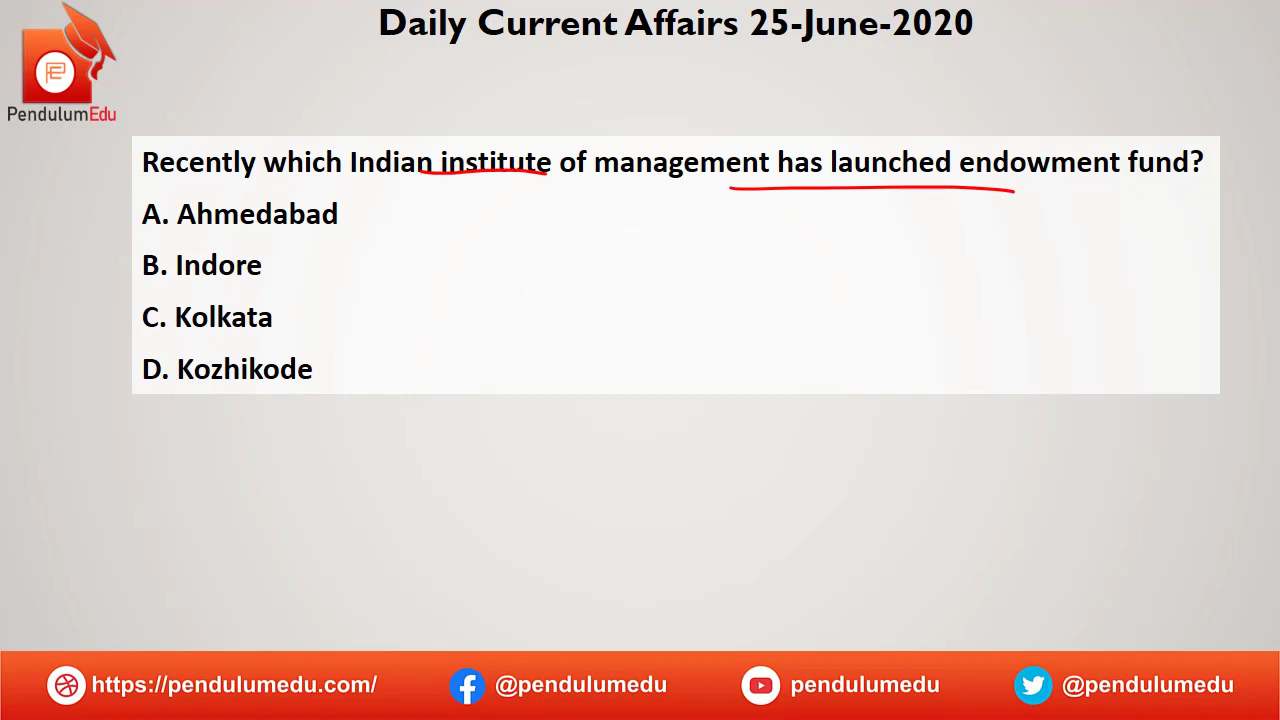 Daily Current Affairs 25-June-2020
PendulumEdu
Recently which Indian institute of management has launched endowment fund?
A. Ahmedabad
B. Indore
C. Kolkata
D. Kozhikode
https://pendulumedu.com/ @pendulumedu pendulumedu @pendulumedu